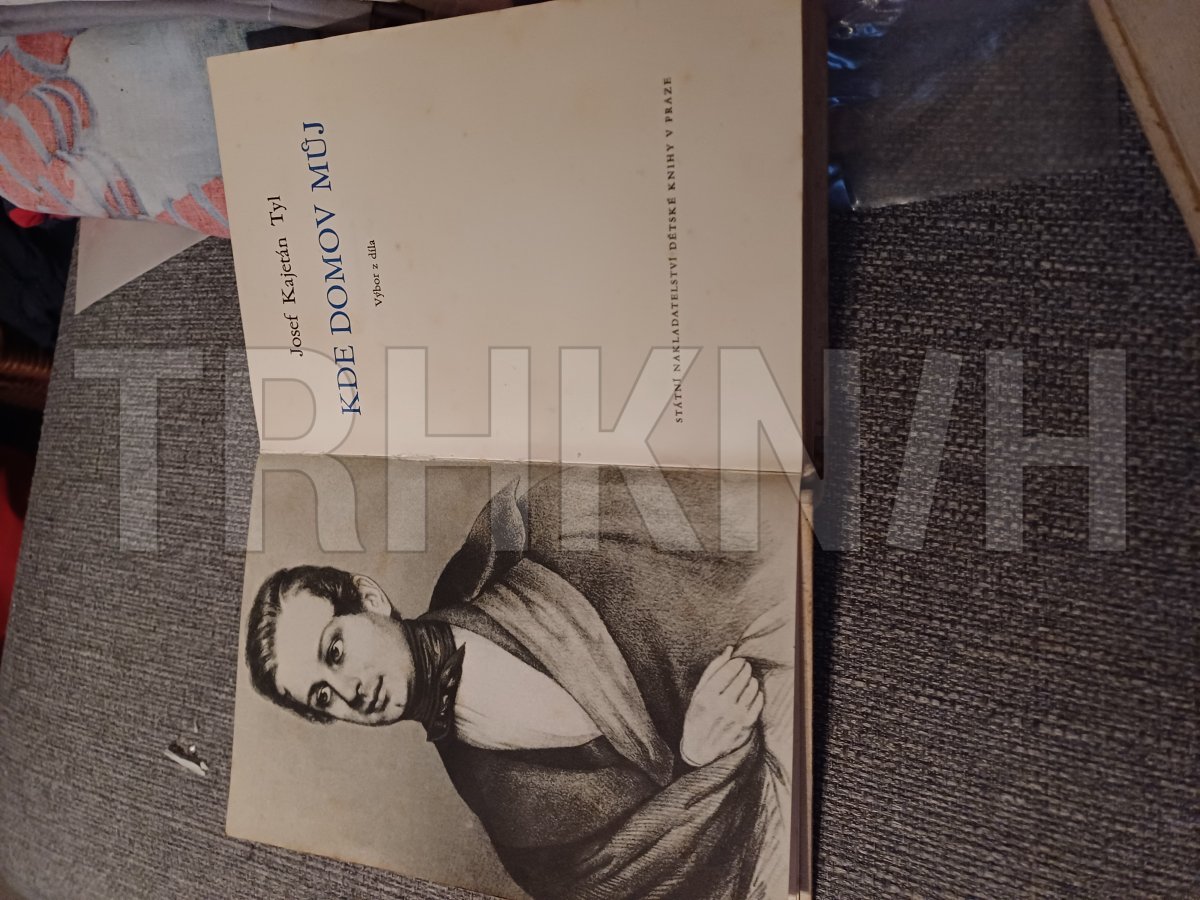 Josef Kajetán Tyl
KDE DOMOV MŮJ
Výbor z díla
STÁTNÍ NAKLADATELSTVÍ DĚTSKÉ KNIHY V PRAZE
TRHKNIH